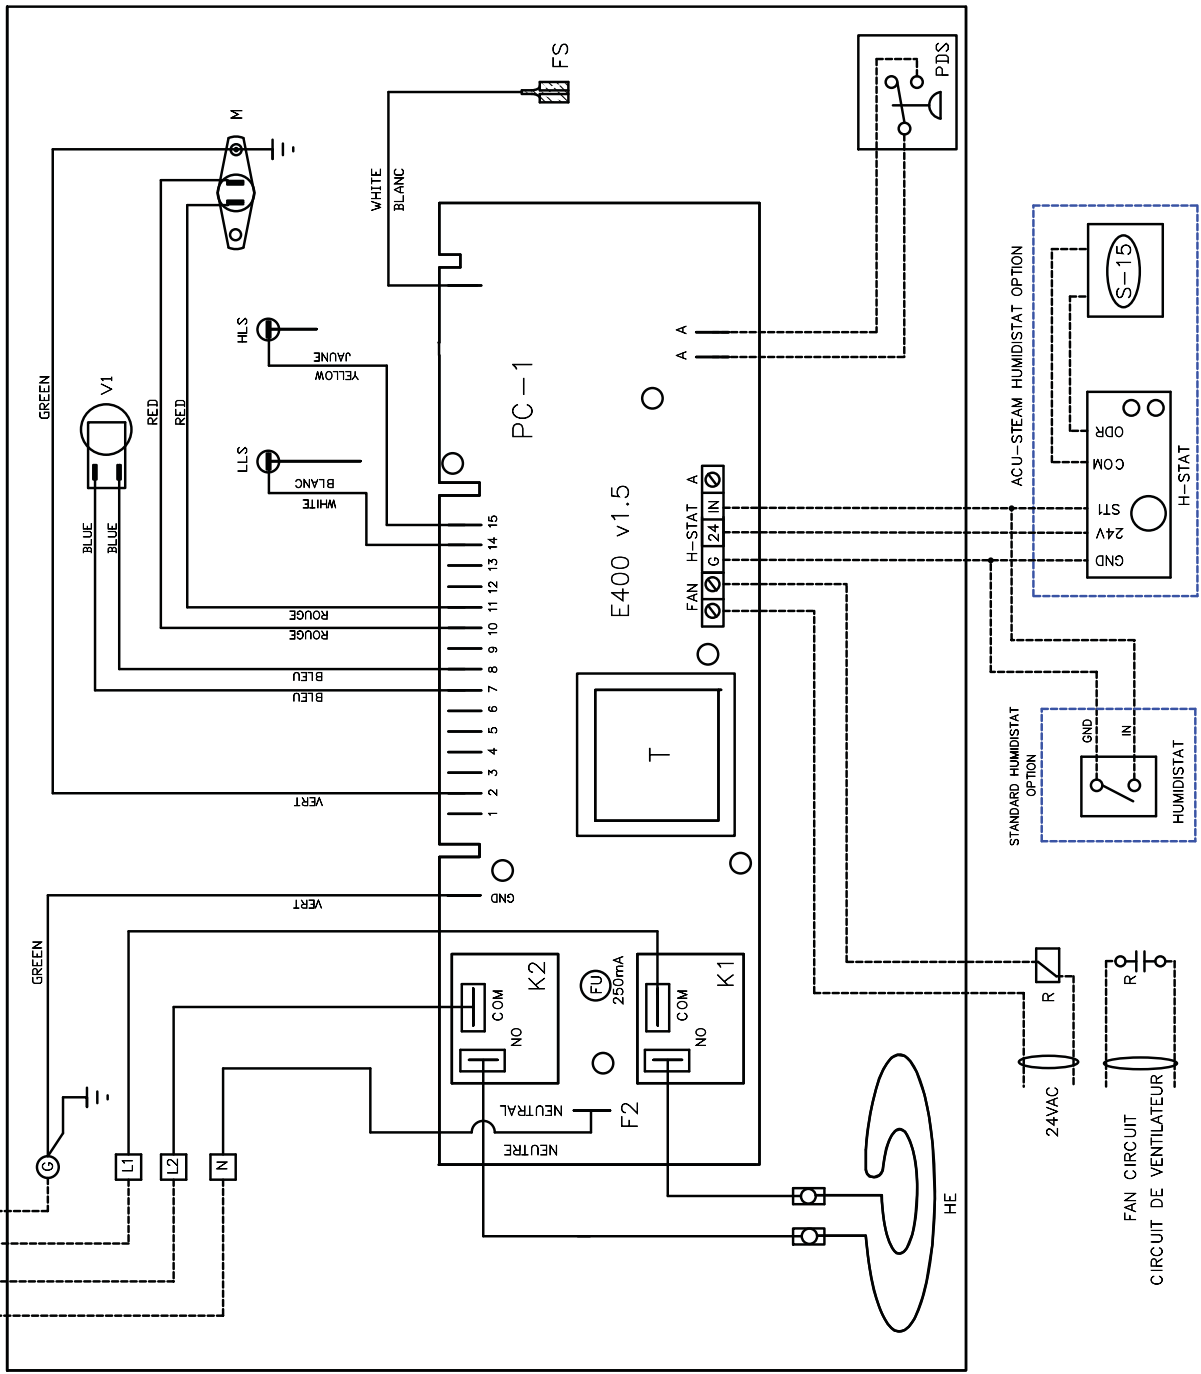 FS
M
PDS
WHITE
BLANC
GREEN
V1
HLS
JAUNE
YELLOW
RED
RED
LLS
BLANC
WHITE
BLUE
BLUE
PC-1
A
A
ACU-STEAM HUMIDISTAT OPTION
S-15
ODR
COM
ST1
24V
GND
H-STAT
15
14
13
12
11
10
9
8
7
6
5
4
3
2
1
ROUGE
ROUGE
BLEU
BLEU
VERT
E400 v1.5
H-STAT
A
IN
24
G
FAN
T
STANDARD HUMIDISTAT
OPTION
GND
IN
HUMIDISTAT
GREEN
VERT
GND
K2
COM
NO
FU
250mA
K1
COM
NO
R
R
24VAC
FAN CIRCUIT
CIRCUIT DE VENTILATEUR
NEUTRAL
NEUTRE
F2
G
L1
L2
N
HE